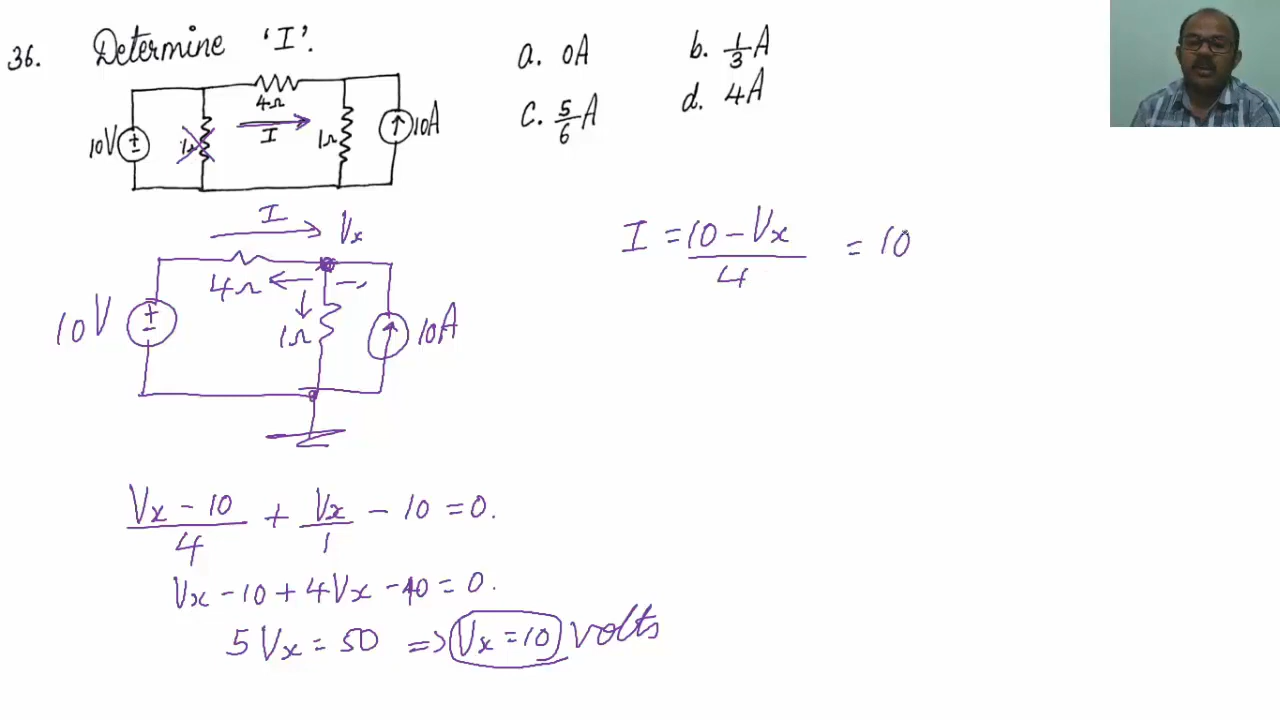 36. Determine 'I'.
a. 0A
b. 1/3 A
c. 5/6 A
d. 4A
4Ω
10V
1Ω
I
1Ω
10A
I
Vx
4Ω
10V
1Ω
10A
I = (10 - Vx)/4 = 10
(Vx - 10)/4 + Vx/1 - 10 = 0.
Vx - 10 + 4Vx - 40 = 0.
5Vx = 50 => Vx = 10 volts